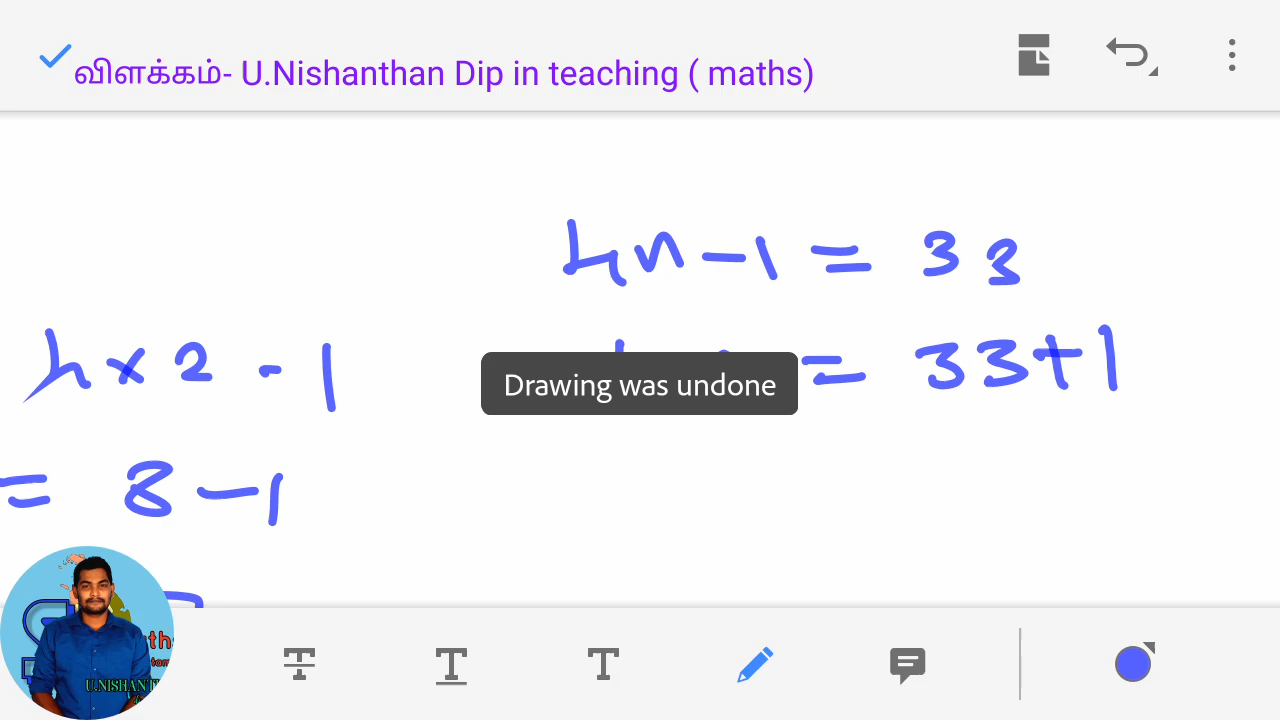 விளக்கம்- U.Nishanthan Dip in teaching ( maths)
4n - 1 = 33
= 33 + 1
Drawing was undone
4 x 2 - 1
= 8 - 1
U.NISHANTH